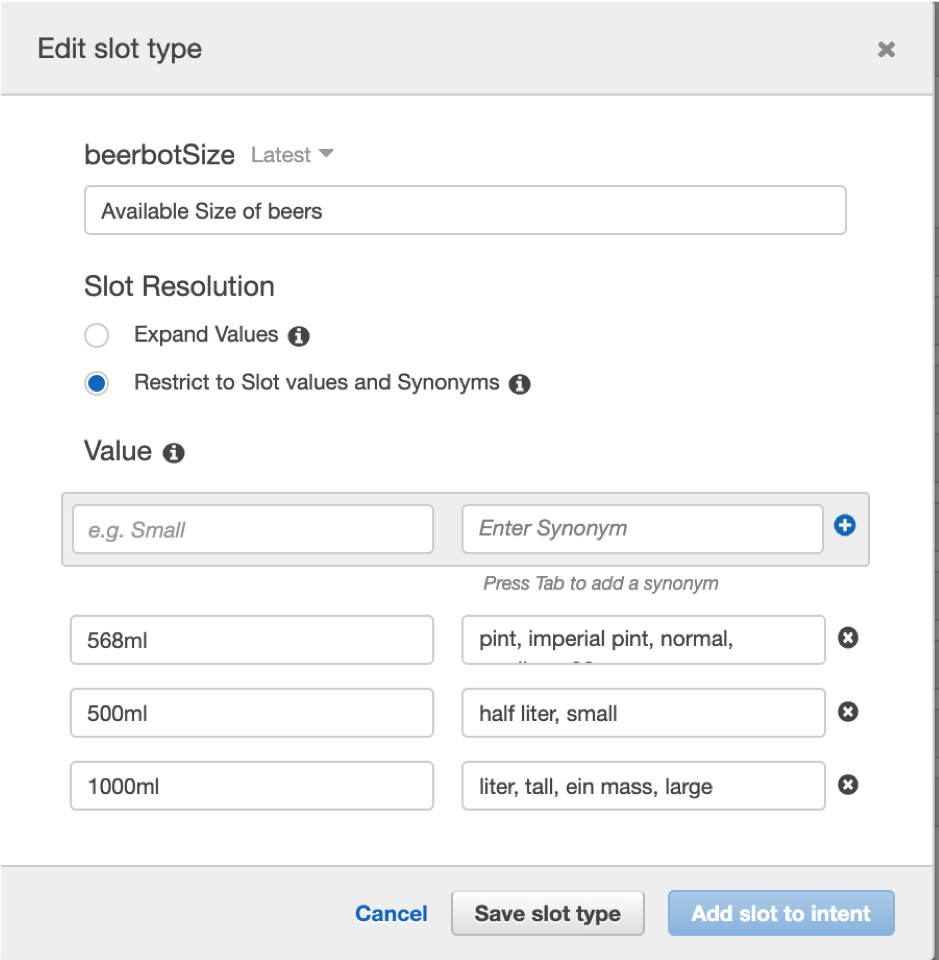 Edit slot type
beerbotSize Latest
Available Size of beers
Slot Resolution
Expand Values
Restrict to Slot values and Synonyms
Value
e.g. Small Enter Synonym
Press Tab to add a synonym
568ml pint, imperial pint, normal,
500ml half liter, small
1000ml liter, tall, ein mass, large
Cancel Save slot type Add slot to intent